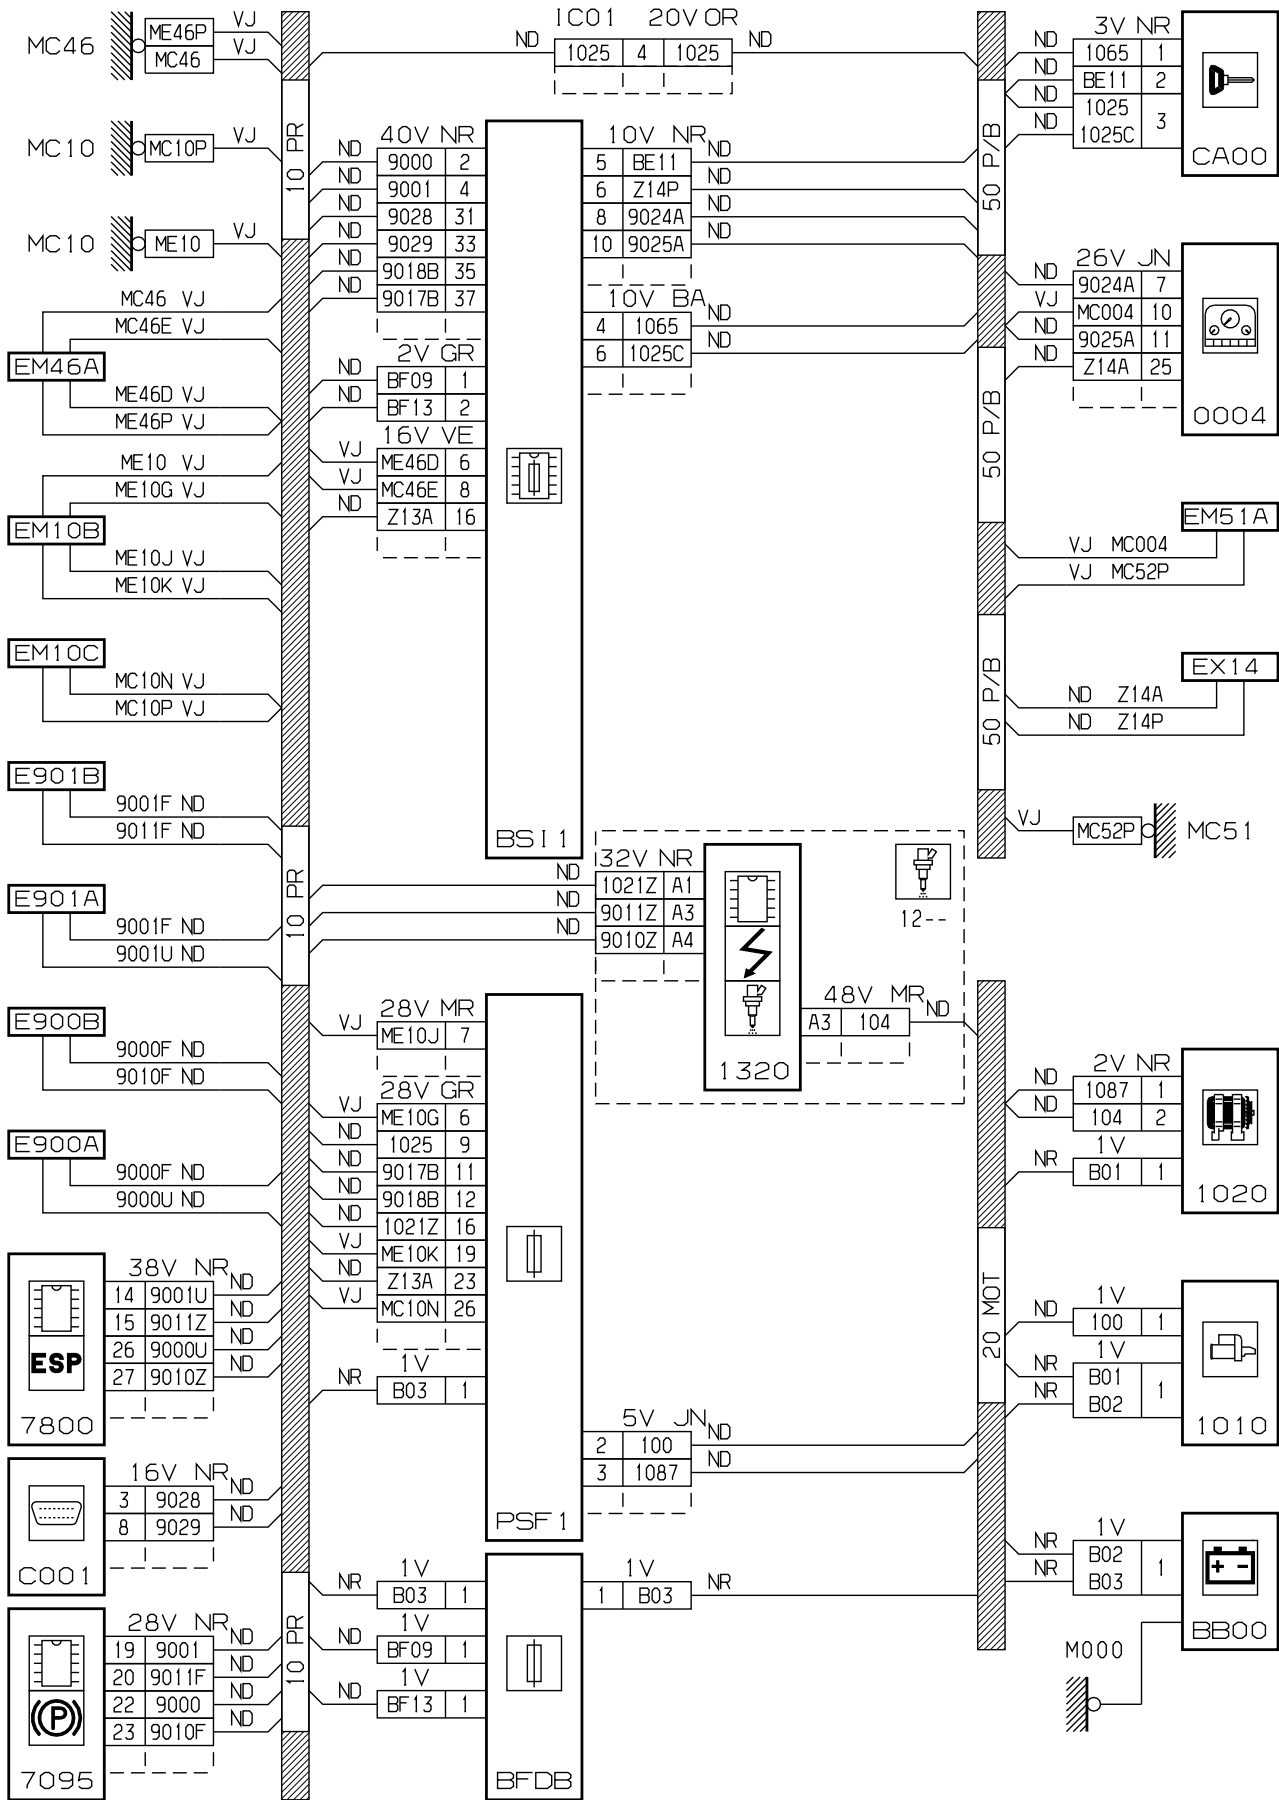 MC46
ME46P VJ
MC46 VJ
MC10
MC10P VJ
MC10
ME10 VJ
MC46 VJ
MC46E VJ
EM46A
ME46D VJ
ME46P VJ
ME10 VJ
ME10G VJ
EM10B
ME10J VJ
ME10K VJ
EM10C
MC10N VJ
MC10P VJ
E901B
9001F ND
9011F ND
E901A
9001F ND
9001U ND
E900B
9000F ND
9010F ND
E900A
9000F ND
9000U ND
38V NR
14 9001U ND
15 9011Z ND
26 9000U ND
27 9010Z ND
ESP
7800
16V NR
3 9028 ND
8 9029 ND
C001
28V NR
19 9001 ND
20 9011F ND
22 9000 ND
23 9010F ND
P
7095
10 PR
10 PR
10 PR
IC01 20V OR
ND 1025 4 1025 ND
40V NR
ND 9000 2
ND 9001 4
ND 9028 31
ND 9029 33
ND 9018B 35
ND 9017B 37
2V GR
ND BF09 1
ND BF13 2
16V VE
VJ ME46D 6
VJ MC46E 8
ND Z13A 16
BSI1
10V NR
5 BE11 ND
6 Z14P ND
8 9024A ND
10 9025A ND
10V BA
4 1065 ND
6 1025C ND
32V NR
ND 1021Z A1
ND 9011Z A3
ND 9010Z A4
12--
48V MR
A3 104 ND
1320
28V MR
VJ ME10J 7
28V GR
VJ ME10G 6
ND 1025 9
ND 9017B 11
ND 9018B 12
ND 1021Z 16
VJ ME10K 19
ND Z13A 23
VJ MC10N 26
1V
NR B03 1
5V JN
2 100 ND
3 1087 ND
PSF1
1V
NR B03 1
1V
ND BF09 1
1V
ND BF13 1
1V
1 B03 NR
BFDB
50 P/B
50 P/B
50 P/B
20 MOT
3V NR
ND 1065 1
ND BE11 2
ND 1025
ND 1025C 3
CA00
26V JN
ND 9024A 7
VJ MC004 10
ND 9025A 11
ND Z14A 25
0004
EM51A
VJ MC004
VJ MC52P
EX14
ND Z14A
ND Z14P
VJ MC52P MC51
2V NR
ND 1087 1
ND 104 2
1V
NR B01 1
1020
1V
ND 100 1
1V
NR B01
NR B02 1
1010
1V
NR B02
NR B03 1
+ -
BB00
M000